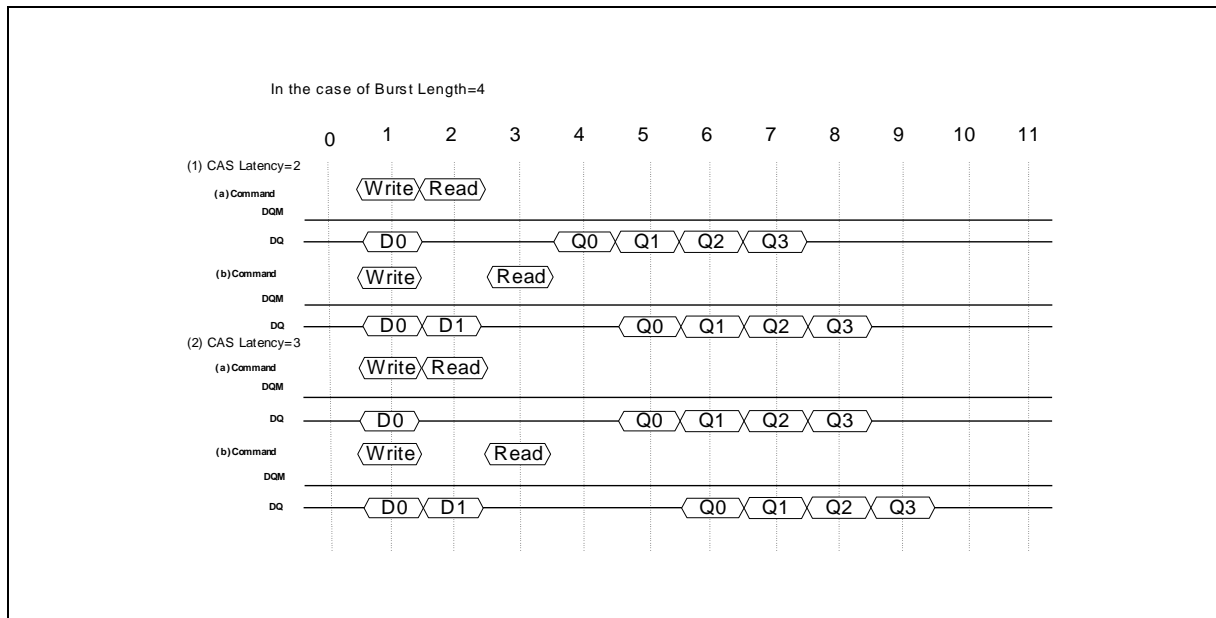 In the case of Burst Length=4
0 1 2 3 4 5 6 7 8 9 10 11
(1) CAS Latency=2
(a)Command Write Read
DQM
DQ D0 Q0 Q1 Q2 Q3
(b)Command Write Read
DQM
DQ D0 D1 Q0 Q1 Q2 Q3
(2) CAS Latency=3
(a)Command Write Read
DQM
DQ D0 Q0 Q1 Q2 Q3
(b)Command Write Read
DQM
DQ D0 D1 Q0 Q1 Q2 Q3